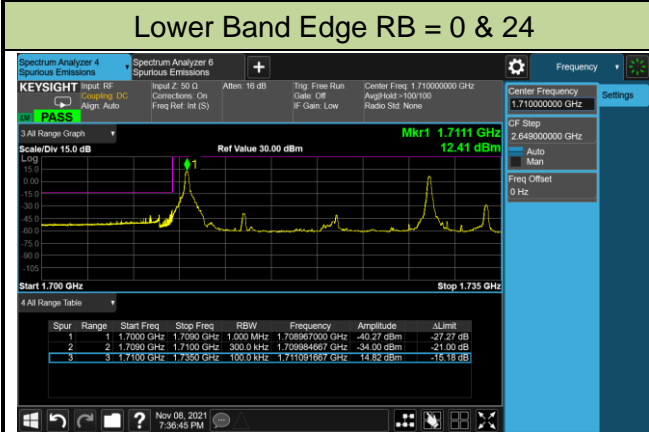 Lower Band Edge RB = 0 & 24
Spectrum Analyzer 4
Spurious Emissions
Spectrum Analyzer 6
Spurious Emissions
Frequency
KEYSIGHT
Input: RF
Coupling: DC
Align: Auto
Input Z: 50 Ω
Corrections: On
Freq Ref: Int (S)
Atten: 16 dB
Trig: Free Run
Gate: Off
IF Gain: Low
Center Freq: 1.710000000 GHz
Avg|Hold:>100/100
Radio Std: None
PASS
Center Frequency
1.710000000 GHz
Settings
CF Step
2.649000000 GHz
Auto
Man
Freq Offset
0 Hz
3 All Range Graph
Mkr1 1.7111 GHz
Scale/Div 15.0 dB
Ref Value 30.00 dBm
12.41 dBm
Log
1
15.0
0.00
-15.0
-30.0
-45.0
-60.0
-75.0
-90.0
-105
Start 1.700 GHz
Stop 1.735 GHz
4 All Range Table
Spur Range Start Freq Stop Freq RBW Frequency Amplitude ΔLimit
1 1 1.7000 GHz 1.7090 GHz 1.000 MHz 1.708967000 GHz -40.27 dBm -27.27 dB
2 2 1.7090 GHz 1.7100 GHz 300.0 kHz 1.709984667 GHz -34.00 dBm -21.00 dB
3 3 1.7100 GHz 1.7350 GHz 100.0 kHz 1.711091667 GHz 14.82 dBm -15.18 dB
?
Nov 08, 2021
7:36:45 PM